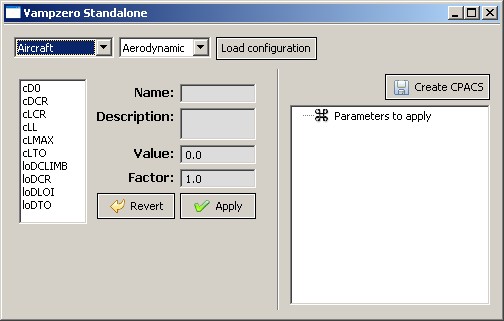 Vampzero Standalone
Aircraft
Aerodynamic
Load configuration
cD0
cDCR
cLCR
cLL
cLMAX
cLTO
loDCLIMB
loDCR
loDLOI
loDTO
Name:
Description:
Value: 0.0
Factor: 1.0
Revert
Apply
Create CPACS
Parameters to apply